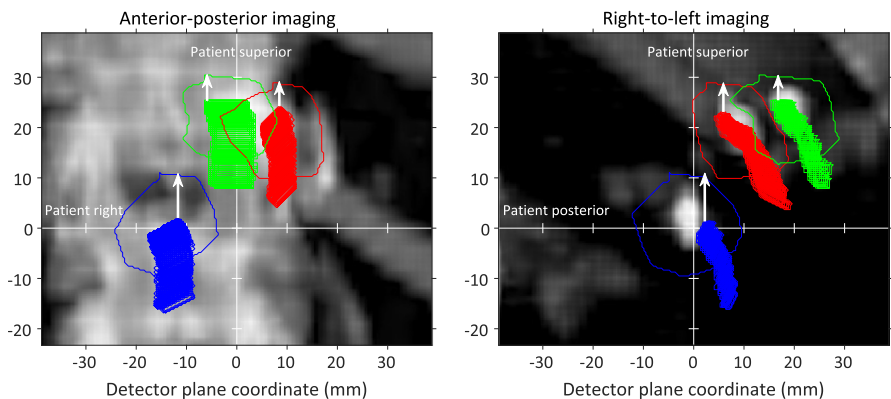 Anterior-posterior imaging
Patient superior
Patient right
30
20
10
0
-10
-20
-30 -20 -10 0 10 20 30
Detector plane coordinate (mm)
Right-to-left imaging
Patient superior
Patient posterior
30
20
10
0
-10
-20
-30 -20 -10 0 10 20 30
Detector plane coordinate (mm)